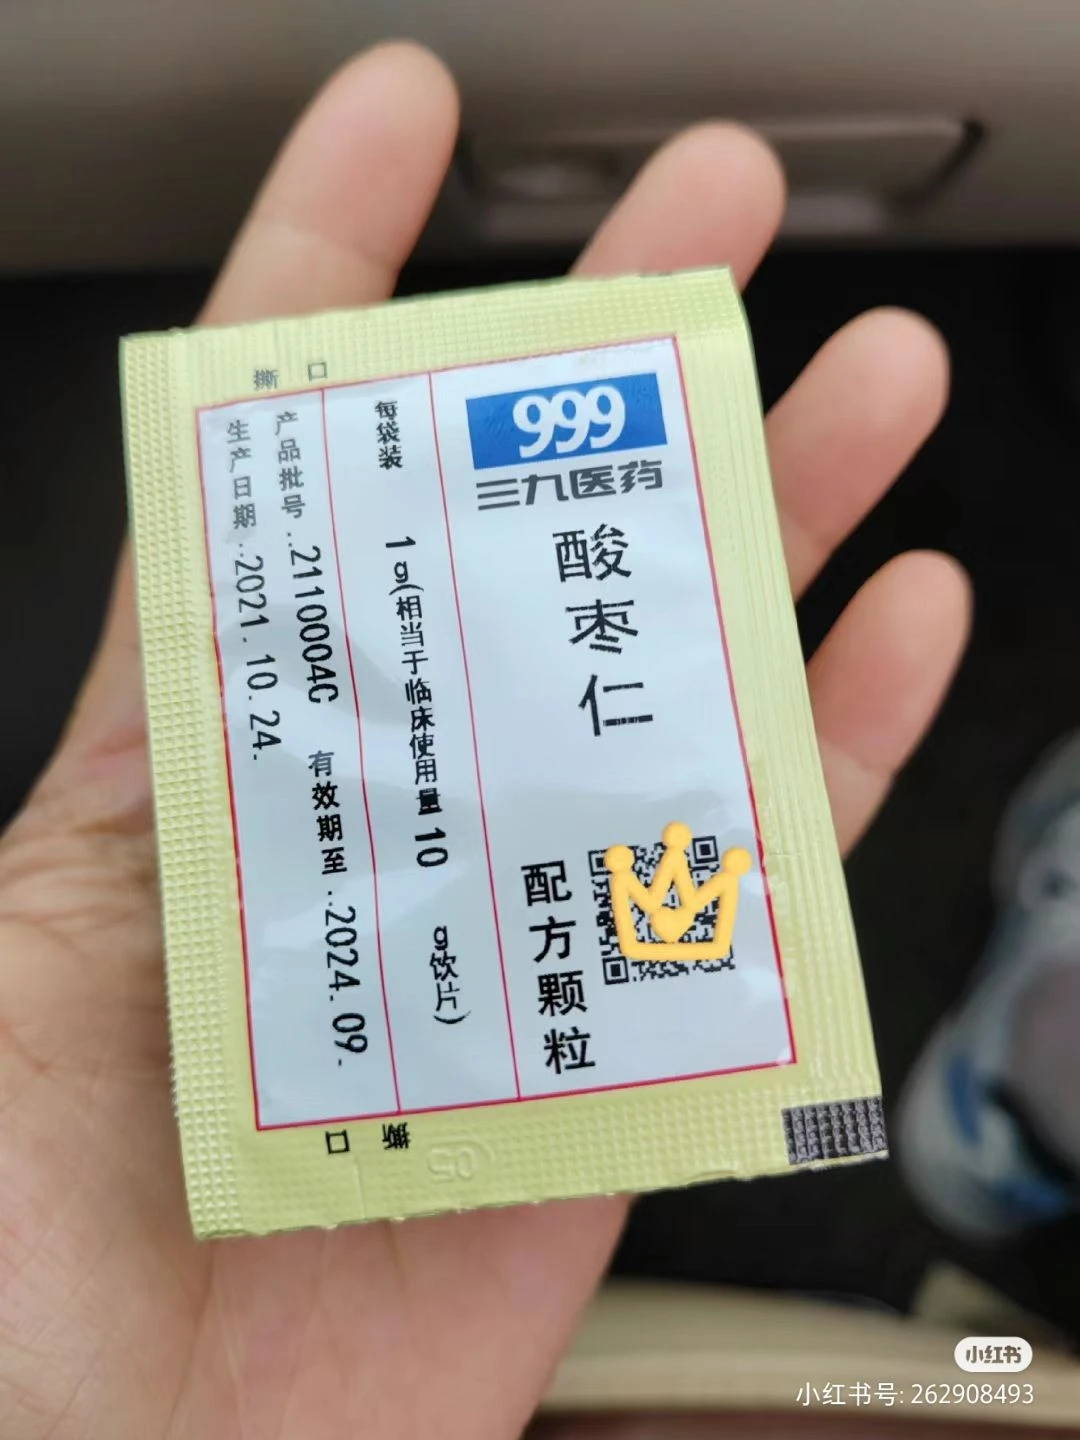 撕口
999
三九医药
酸枣仁
配方颗粒
每袋装 1g(相当于临床使用量 10 g饮片)
产品批号:2110004C 有效期至:2024.09.
生产日期:2021.10.24.
撕口
05
小红书
小红书号: 262908493